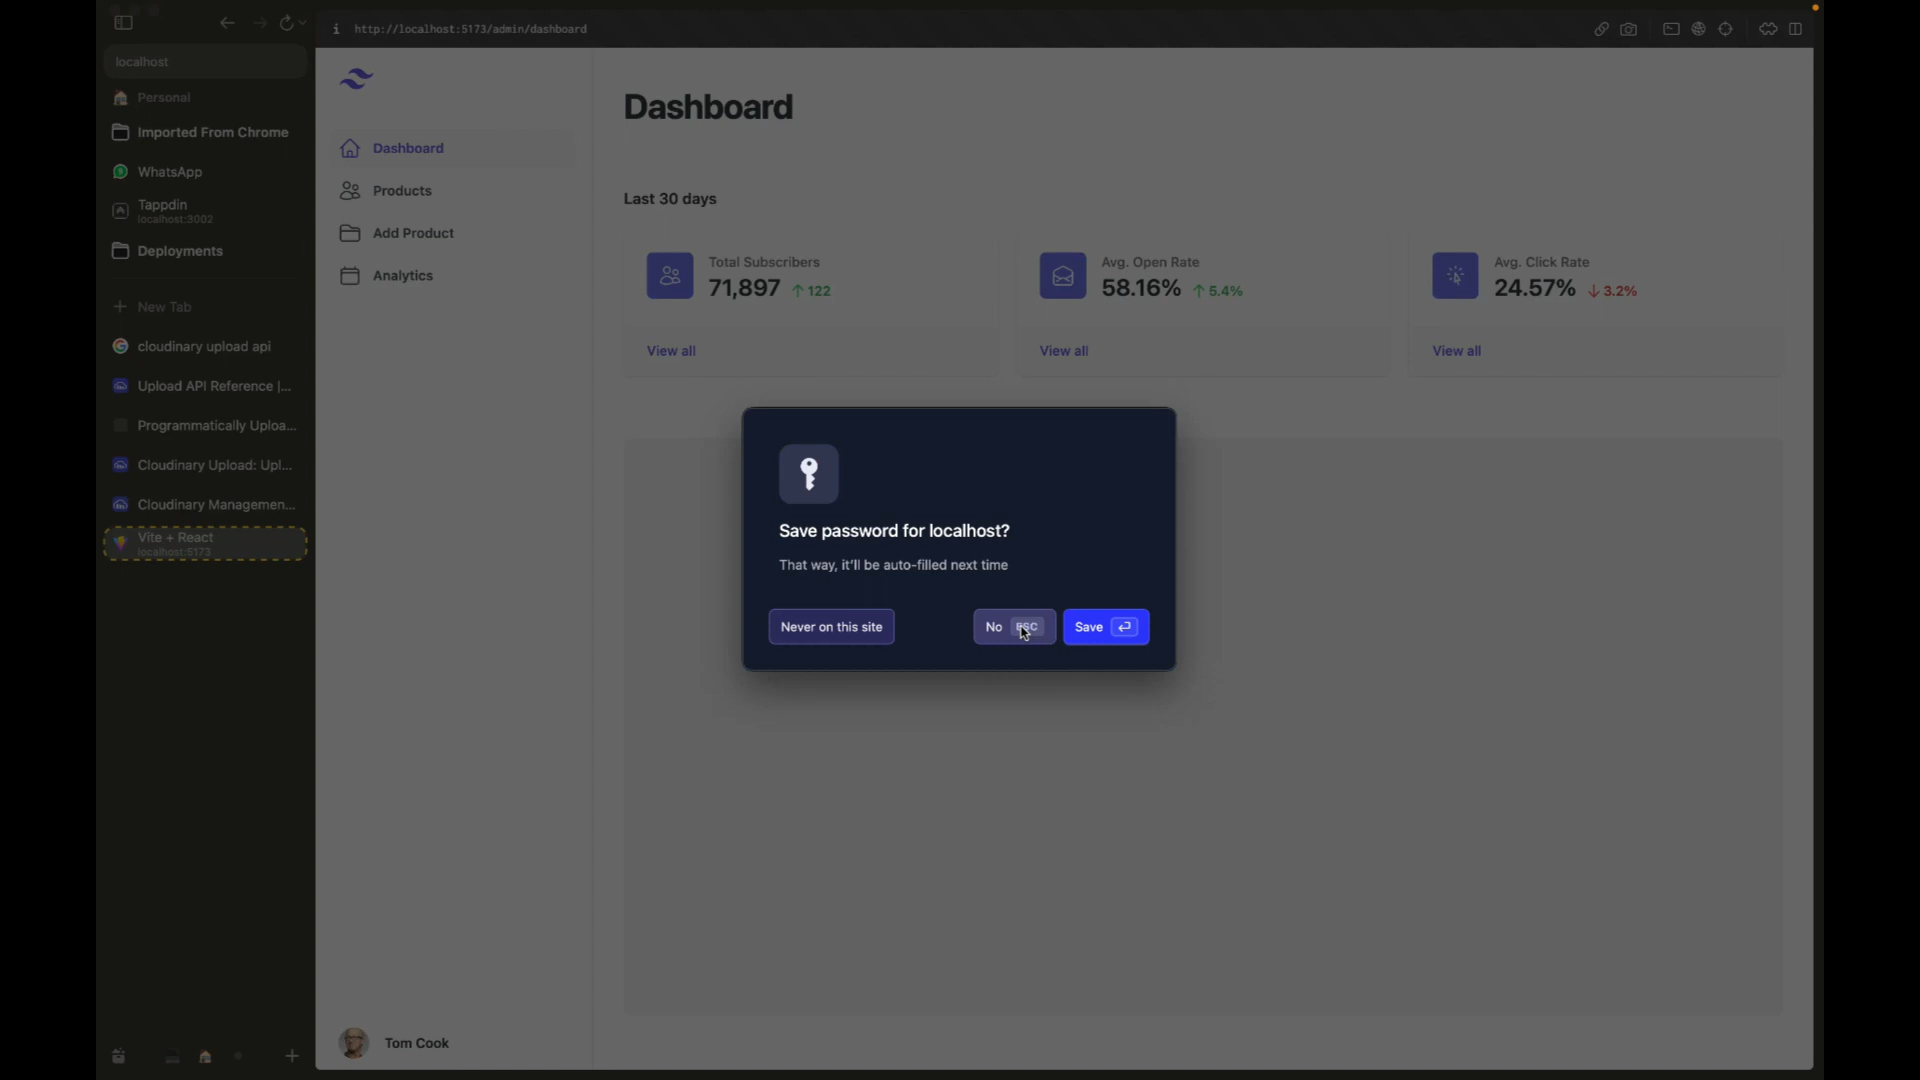 i http://localhost:5173/admin/dashboard
localhost
Personal
Imported From Chrome
WhatsApp
Tappdin
localhost:3002
Deployments
New Tab
cloudinary upload api
Upload API Reference |...
Programmatically Uploa...
Cloudinary Upload: Upl...
Cloudinary Managemen...
Vite + React
localhost:5173
Dashboard
Products
Add Product
Analytics
Tom Cook
Dashboard
Last 30 days
Total Subscribers
71,897 122
View all
Avg. Open Rate
58.16% 5.4%
View all
Avg. Click Rate
24.57% 3.2%
View all
Save password for localhost?
That way, it'll be auto-filled next time
Never on this site
No ESC
Save